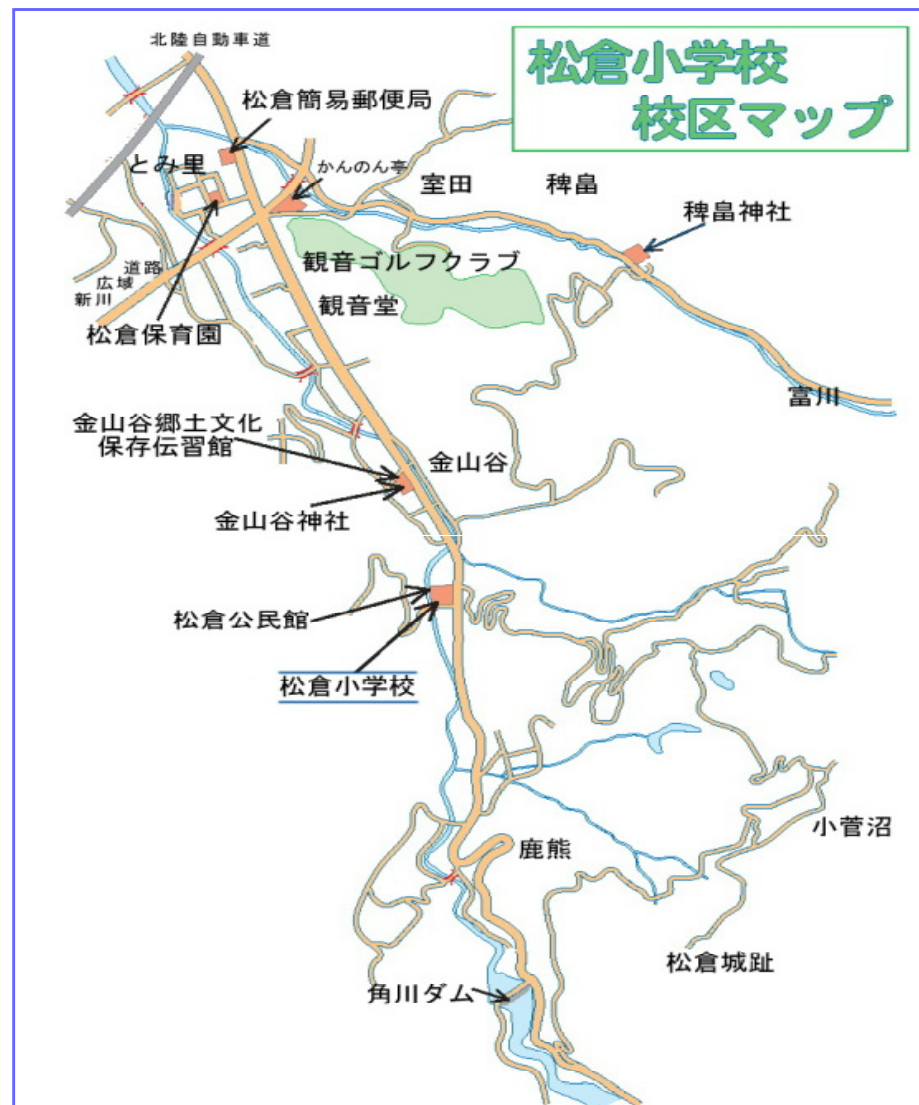 松倉小学校
校区マップ
北陸自動車道
松倉簡易郵便局
とみ里
かんのん亭
室田
稗畠
稗畠神社
観音ゴルフクラブ
道路
広域
新川
観音堂
松倉保育園
富川
金山谷郷土文化
保存伝習館
金山谷
金山谷神社
松倉公民館
松倉小学校
小菅沼
鹿熊
松倉城趾
角川ダム